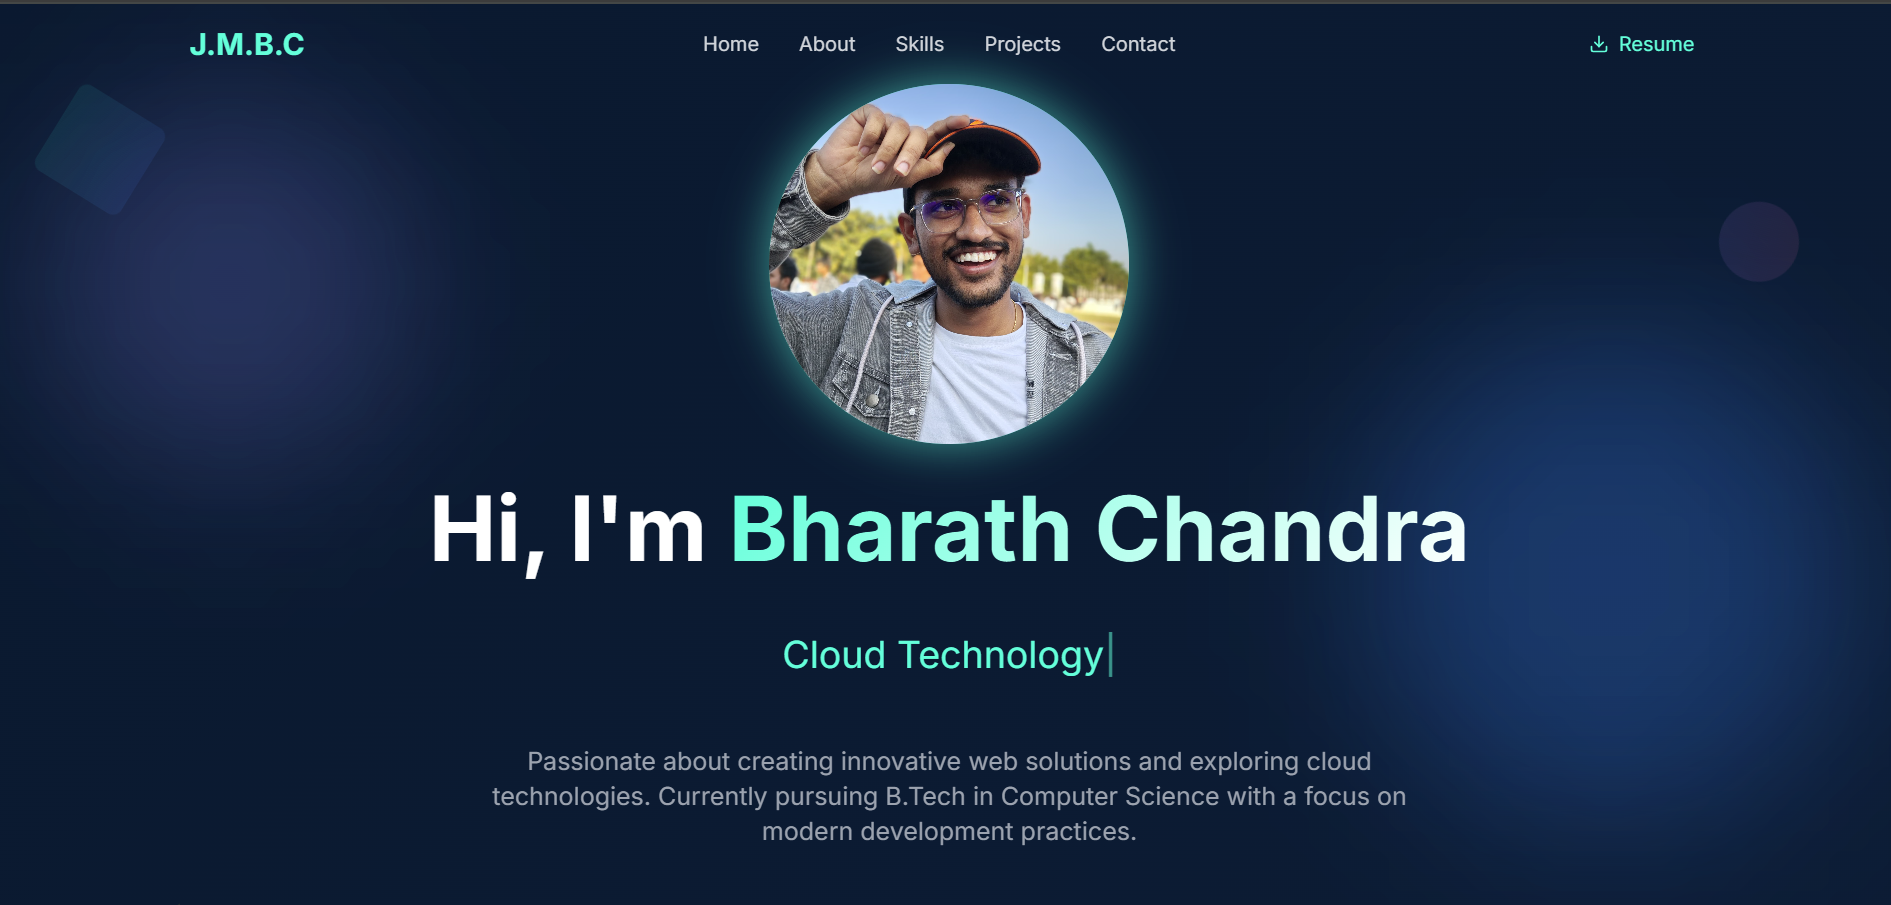 J.M.B.C
Home About Skills Projects Contact
Resume
Hi, I'm Bharath Chandra
Cloud Technology
Passionate about creating innovative web solutions and exploring cloud
technologies. Currently pursuing B.Tech in Computer Science with a focus on
modern development practices.